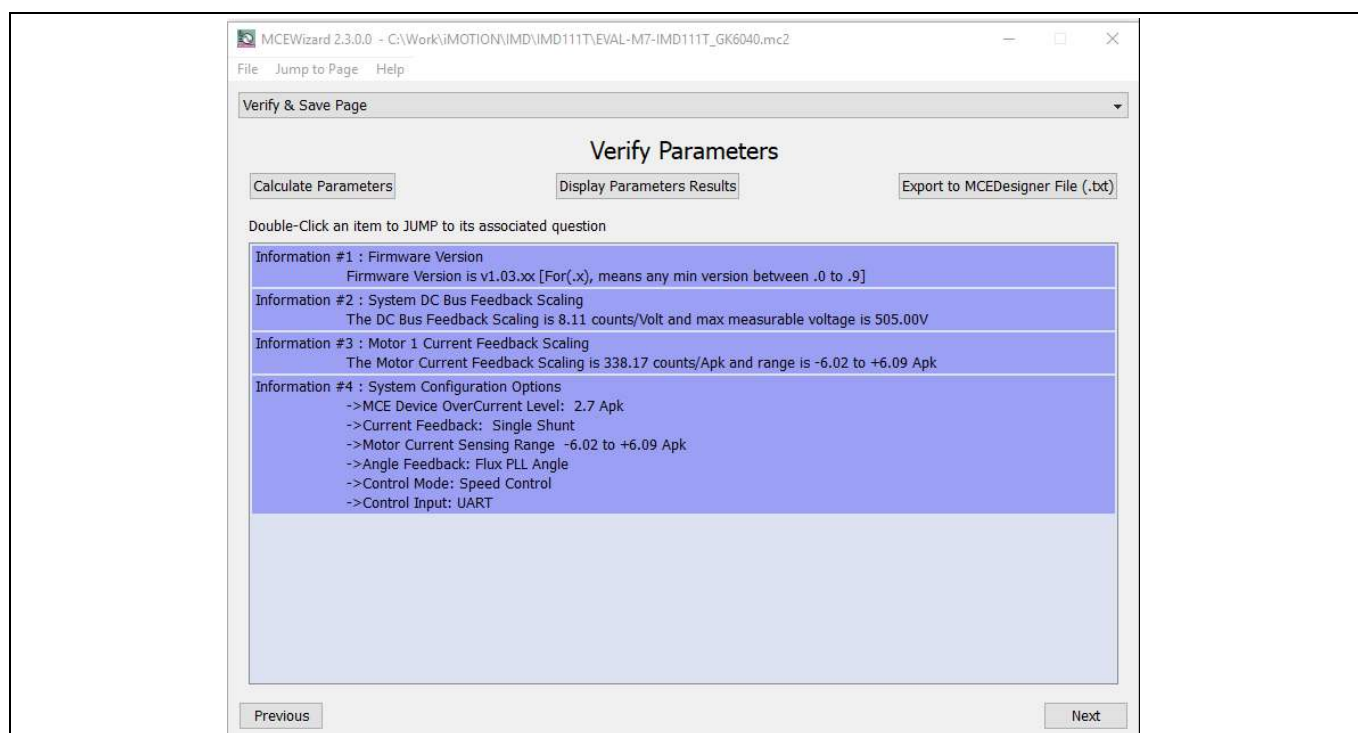 MCEWizard 2.3.0.0 - C:\Work\iMOTION\IMD\IMD111T\EVAL-M7-IMD111T_GK6040.mc2
File Jump to Page Help
Verify & Save Page
Verify Parameters
Calculate Parameters Display Parameters Results Export to MCEDesigner File (.txt)
Double-Click an item to JUMP to its associated question
Information #1 : Firmware Version
Firmware Version is v1.03.xx [For(.x), means any min version between .0 to .9]
Information #2 : System DC Bus Feedback Scaling
The DC Bus Feedback Scaling is 8.11 counts/Volt and max measurable voltage is 505.00V
Information #3 : Motor 1 Current Feedback Scaling
The Motor Current Feedback Scaling is 338.17 counts/Apk and range is -6.02 to +6.09 Apk
Information #4 : System Configuration Options
->MCE Device OverCurrent Level: 2.7 Apk
->Current Feedback: Single Shunt
->Motor Current Sensing Range -6.02 to +6.09 Apk
->Angle Feedback: Flux PLL Angle
->Control Mode: Speed Control
->Control Input: UART
Previous Next